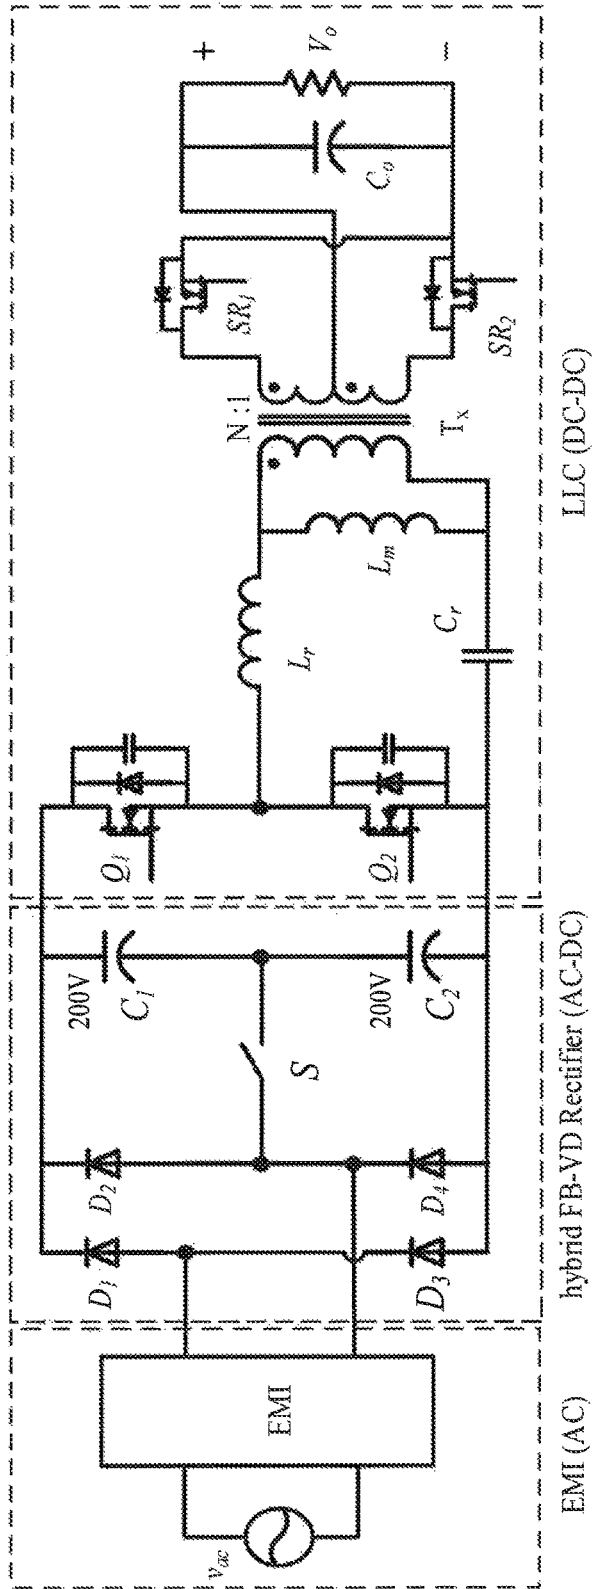 v_ac
EMI
EMI (AC)
D_1
D_2
D_3
D_4
S
200V
C_1
200V
C_2
hybrid FB-VD Rectifier (AC-DC)
Q_1
Q_2
L_r
C_r
L_m
N : 1
T_x
SR_1
SR_2
C_o
+
V_o
−
LLC (DC-DC)